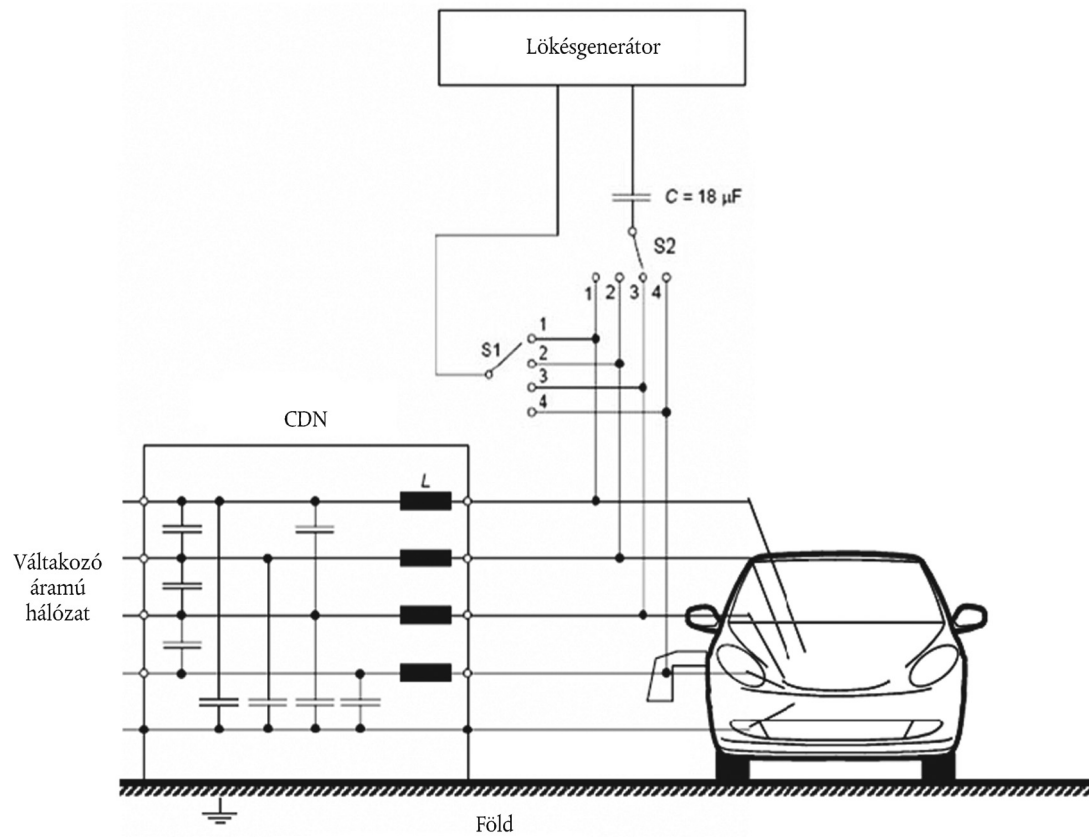 Lökésgenerátor
C = 18 µF
S2
1 2 3 4
S1
1
2
3
4
CDN
L
Váltakozó
áramú
hálózat
Föld